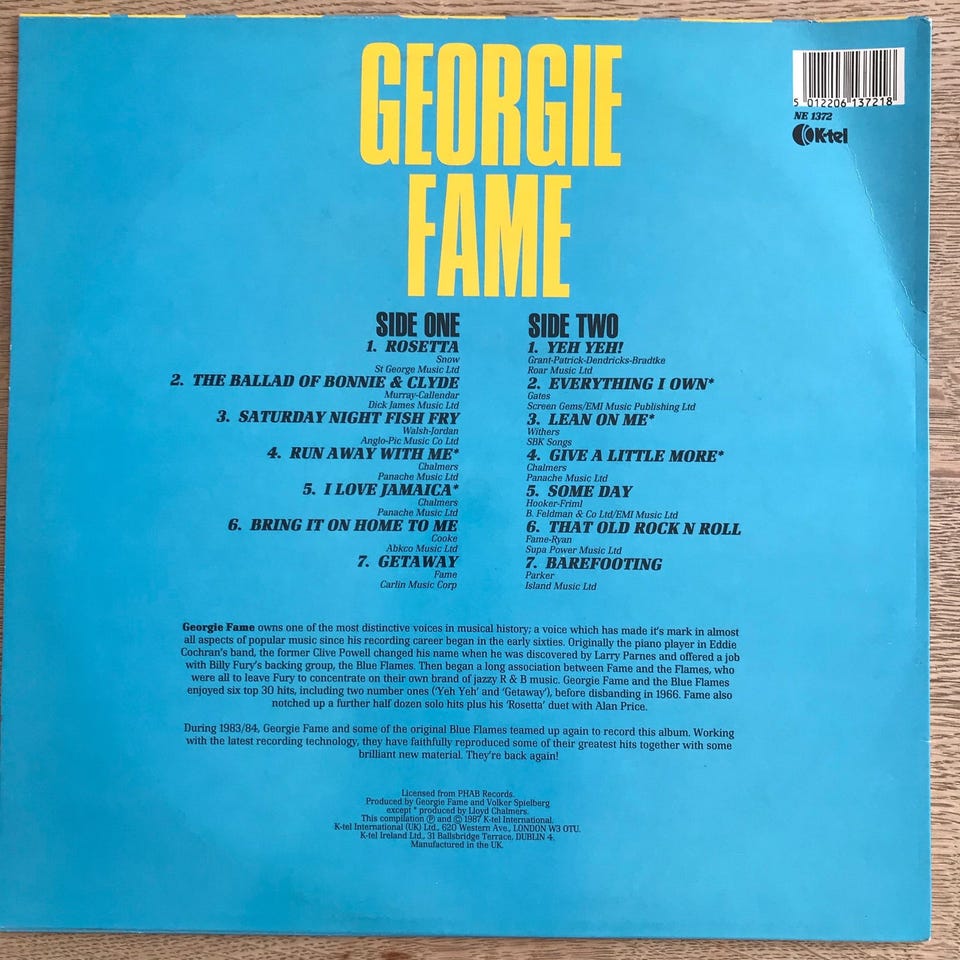 GEORGIE
FAME
5 012206 137218
NE 1372
K-tel
SIDE ONE
1. ROSETTA
Snow
St George Music Ltd
2. THE BALLAD OF BONNIE & CLYDE
Murray-Callendar
Dick James Music Ltd
3. SATURDAY NIGHT FISH FRY
Walsh-Jordan
Anglo-Pic Music Co Ltd
4. RUN AWAY WITH ME*
Chalmers
Panache Music Ltd
5. I LOVE JAMAICA*
Chalmers
Panache Music Ltd
6. BRING IT ON HOME TO ME
Cooke
Abkco Music Ltd
7. GETAWAY
Fame
Carlin Music Corp
SIDE TWO
1. YEH YEH!
Grant-Patrick-Dendricks-Bradtke
Roar Music Ltd
2. EVERYTHING I OWN*
Gates
Screen Gems/EMI Music Publishing Ltd
3. LEAN ON ME*
Withers
SBK Songs
4. GIVE A LITTLE MORE*
Chalmers
Panache Music Ltd
5. SOME DAY
Hooker-Friml
B. Feldman & Co Ltd/EMI Music Ltd
6. THAT OLD ROCK N ROLL
Fame-Ryan
Supa Power Music Ltd
7. BAREFOOTING
Parker
Island Music Ltd
Georgie Fame owns one of the most distinctive voices in musical history; a voice which has made it's mark in almost
all aspects of popular music since his recording career began in the early sixties. Originally the piano player in Eddie
Cochran's band, the former Clive Powell changed his name when he was discovered by Larry Parnes and offered a job
with Billy Fury's backing group, the Blue Flames. Then began a long association between Fame and the Flames, who
were all to leave Fury to concentrate on their own brand of jazzy R & B music. Georgie Fame and the Blue Flames
enjoyed six top 30 hits, including two number ones ('Yeh Yeh' and 'Getaway'), before disbanding in 1966. Fame also
notched up a further half dozen solo hits plus his 'Rosetta' duet with Alan Price.
During 1983/84, Georgie Fame and some of the original Blue Flames teamed up again to record this album. Working
with the latest recording technology, they have faithfully reproduced some of their greatest hits together with some
brilliant new material. They're back again!
Licensed from PHAB Records.
Produced by Georgie Fame and Volker Spielberg
except * produced by Lloyd Chalmers.
This compilation ℗ and © 1987 K-tel International.
K-tel International (UK) Ltd., 620 Western Ave., LONDON W3 OTU.
K-tel Ireland Ltd., 31 Ballsbridge Terrace, DUBLIN 4.
Manufactured in the UK.